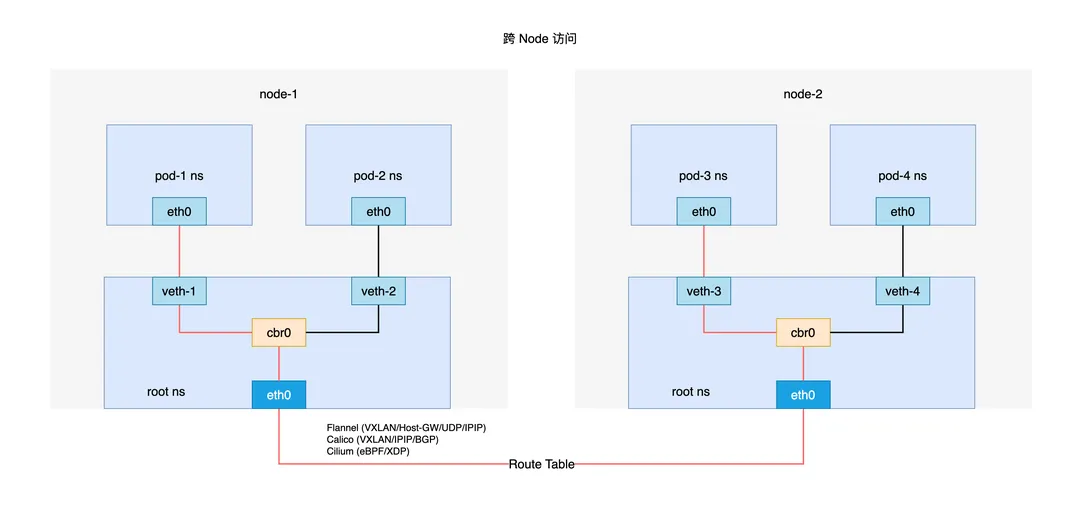 跨 Node 访问
node-1
node-2
pod-1 ns
pod-2 ns
pod-3 ns
pod-4 ns
eth0
eth0
eth0
eth0
veth-1
veth-2
veth-3
veth-4
cbr0
cbr0
root ns
eth0
root ns
eth0
Flannel (VXLAN/Host-GW/UDP/IPIP)
Calico (VXLAN/IPIP/BGP)
Cilium (eBPF/XDP)
Route Table